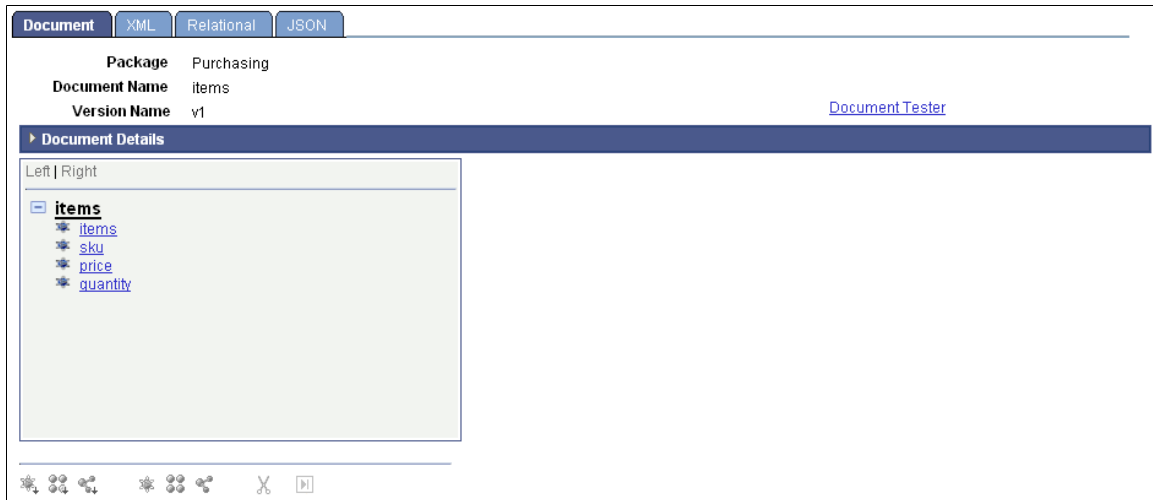 Document XML Relational JSON
Package Purchasing
Document Name items
Version Name v1
Document Tester
Document Details
Left | Right
items
items
sku
price
quantity